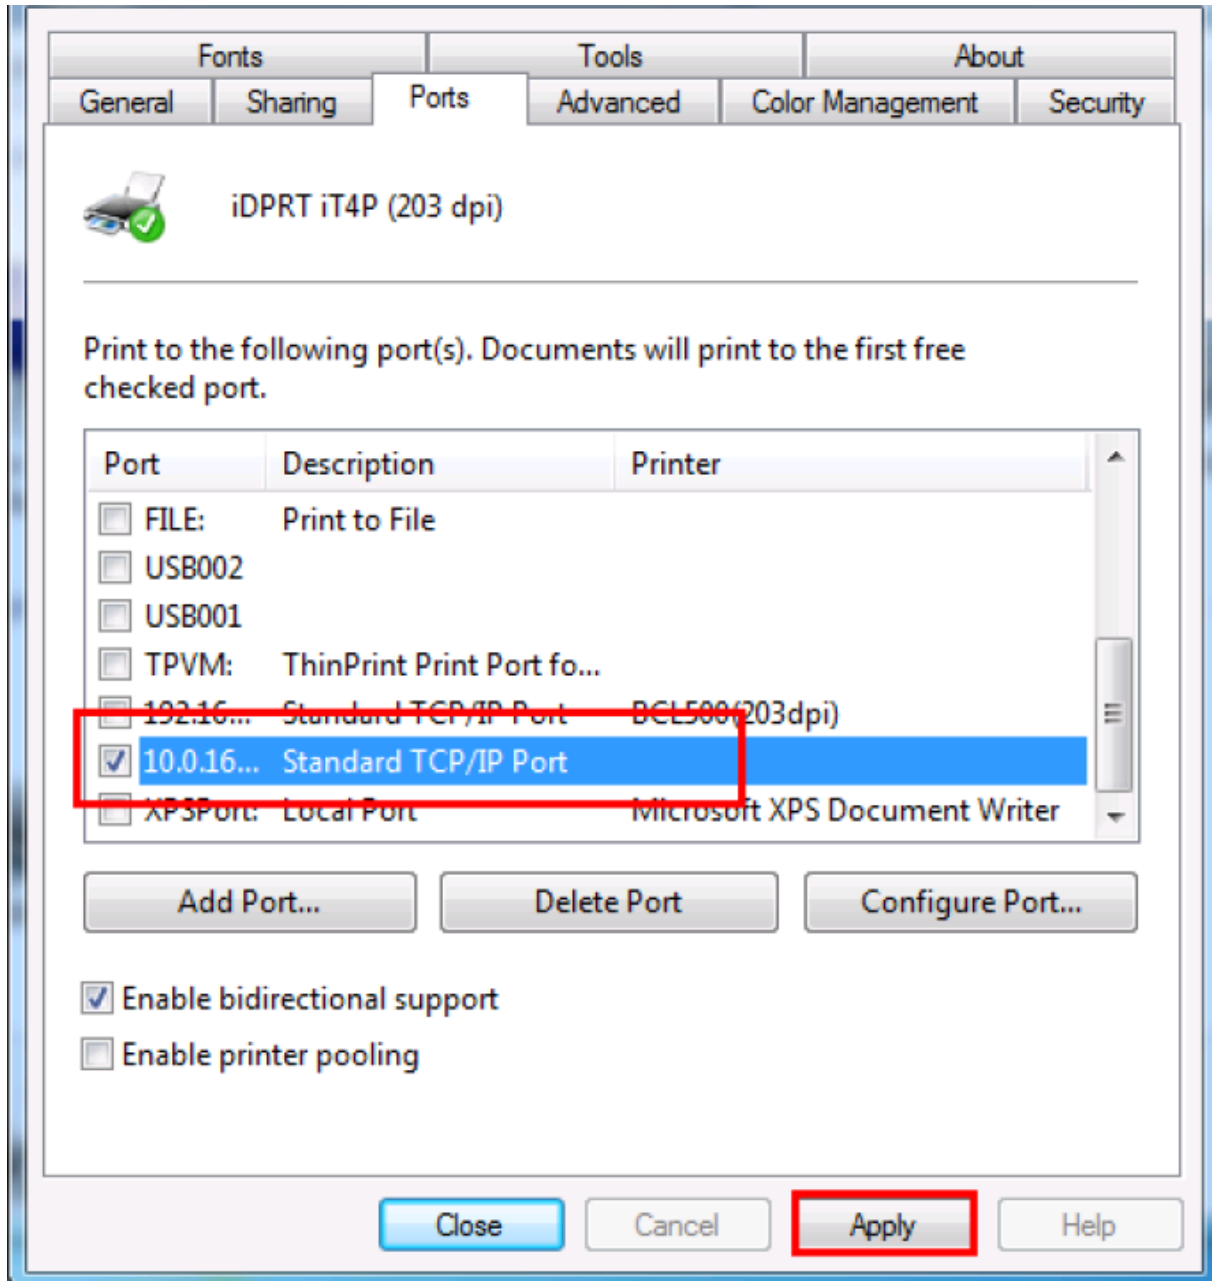 Fonts Tools About
General Sharing Ports Advanced Color Management Security
iDPRT iT4P (203 dpi)
Print to the following port(s). Documents will print to the first free
checked port.
Port Description Printer
FILE: Print to File
USB002
USB001
TPVM: ThinPrint Print Port fo...
192.16... Standard TCP/IP Port BCL500(203dpi)
10.0.16... Standard TCP/IP Port
XPSPort: Local Port Microsoft XPS Document Writer
Add Port... Delete Port Configure Port...
Enable bidirectional support
Enable printer pooling
Close Cancel Apply Help